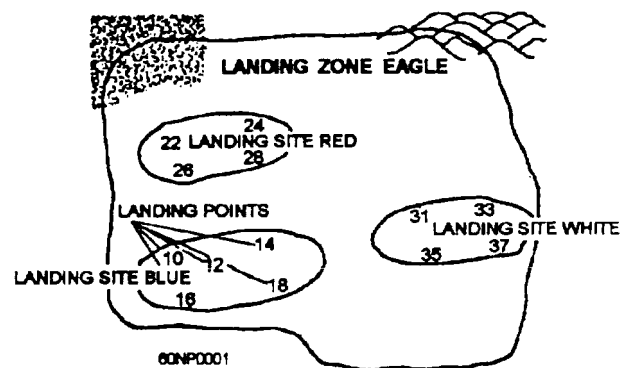 LANDING ZONE EAGLE
24
22 LANDING SITE RED
26 28
LANDING POINTS
31 33
LANDING SITE WHITE
35 37
14
10 12
LANDING SITE BLUE
18
16
60NP0001